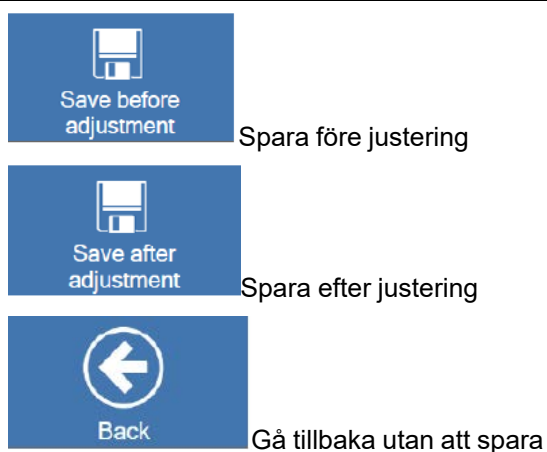 Save before
adjustment
Spara före justering
Save after
adjustment
Spara efter justering
Back
Gå tillbaka utan att spara